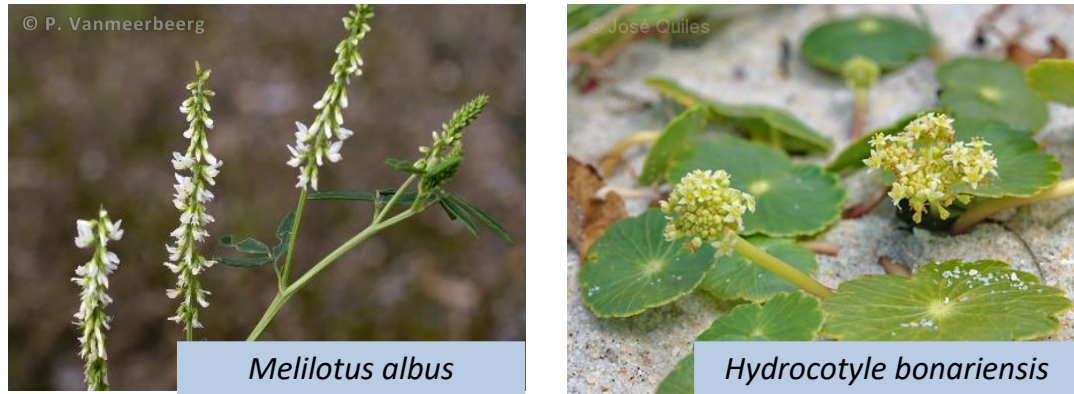 © P. Vanmeerbeerg
© José Quiles
Melilotus albus
Hydrocotyle bonariensis